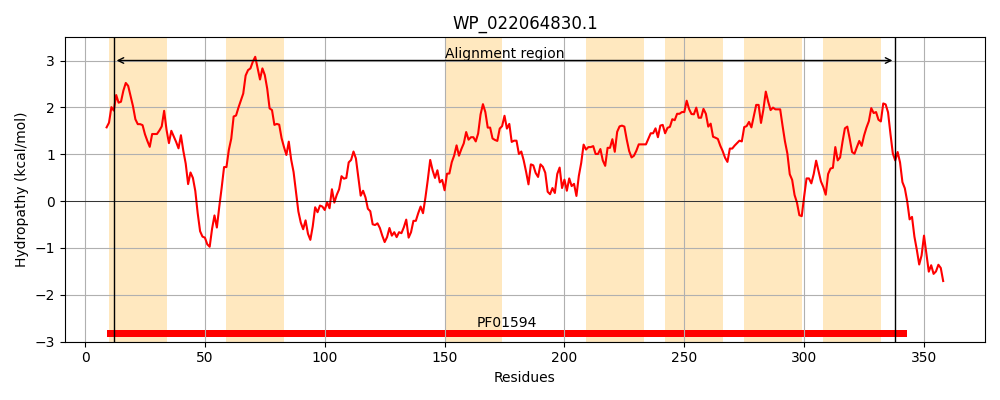 WP_022064830.1
Alignment region
Hydropathy (kcal/mol)
3
2
1
0
−1
−2
−3
PF01594
0 50 100 150 200 250 300 350
Residues